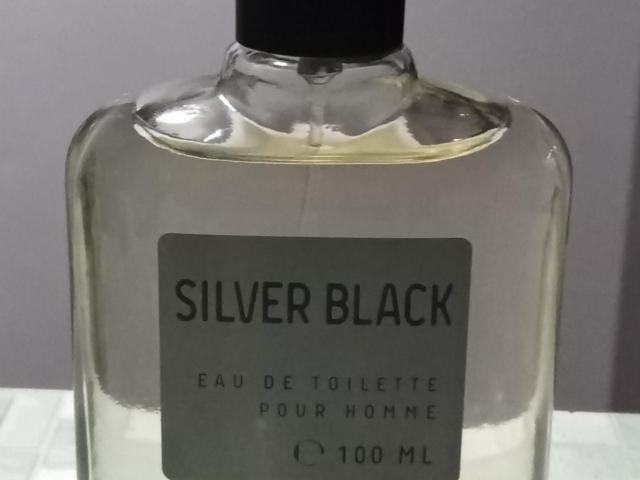 SILVER BLACK
EAU DE TOILETTE
POUR HOMME
℮ 100 ML